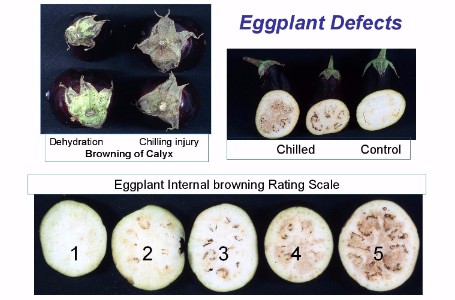 Eggplant Defects
Dehydration Chilling injury
Browning of Calyx
Chilled Control
Eggplant Internal browning Rating Scale
1 2 3 4 5